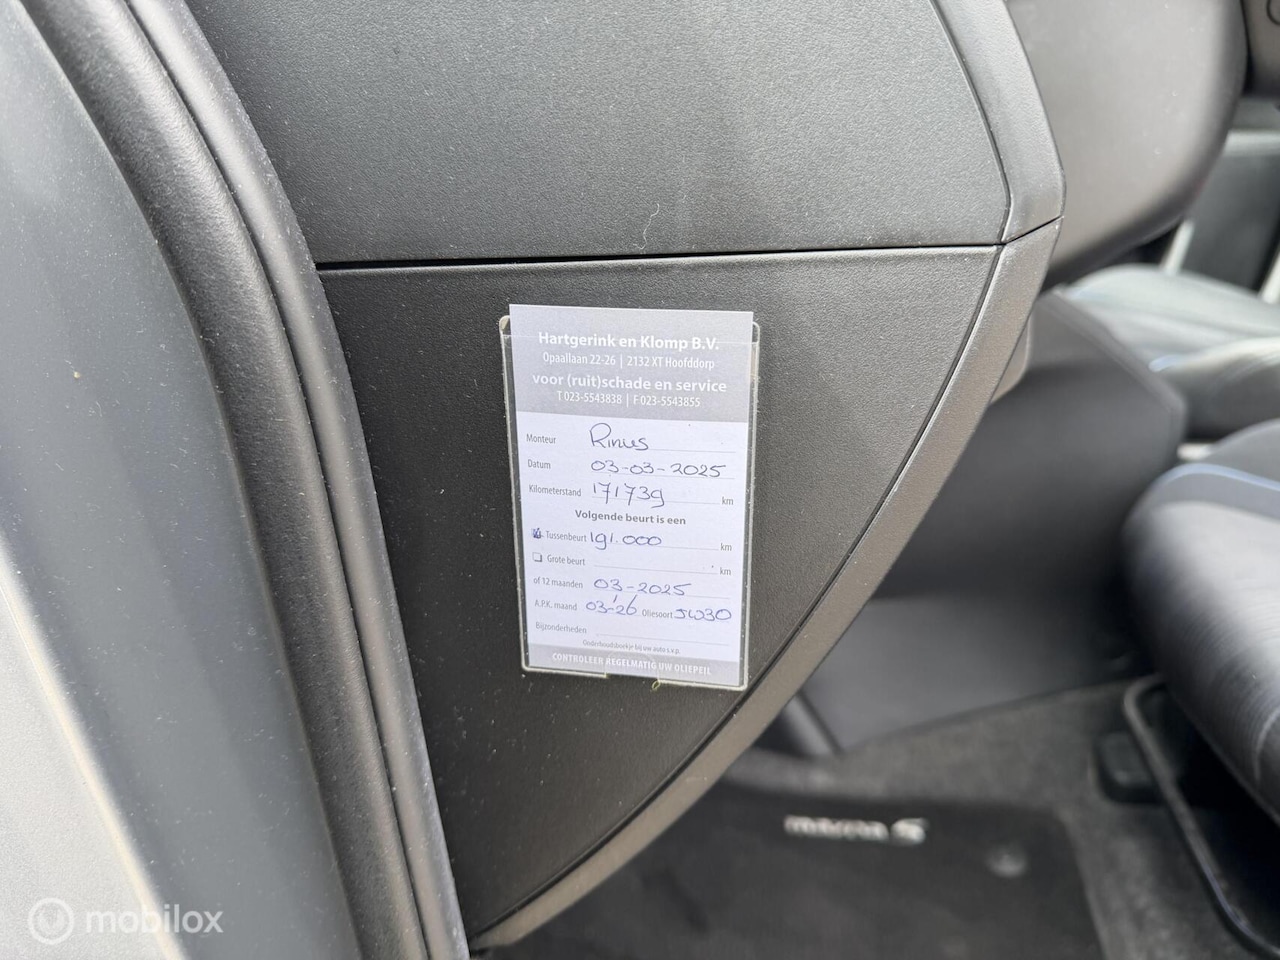 Hartgerink en Klomp B.V.
Opaallaan 22-26 | 2132 XT Hoofddorp
voor (ruit)schade en service
T 023-5543838 | F 023-5543855
Monteur Rinus
Datum 03-03-2025
Kilometerstand 171739 km
Volgende beurt is een
Tussenbeurt 191.000 km
Grote beurt km
of 12 maanden 03-2025
A.P.K. maand 03-'26 Oliesoort 5W30
Bijzonderheden
Onderhoudsboekje bij uw auto s.v.p.
CONTROLEER REGELMATIG UW OLIEPEIL
mazda 5
mobilox